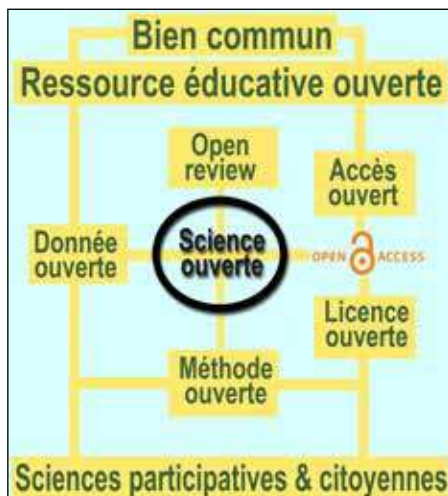 Bien commun
Ressource éducative ouverte
Open
review
Accès
ouvert
Donnée
ouverte
Science
ouverte
OPEN ACCESS
Licence
ouverte
Méthode
ouverte
Sciences participatives & citoyennes